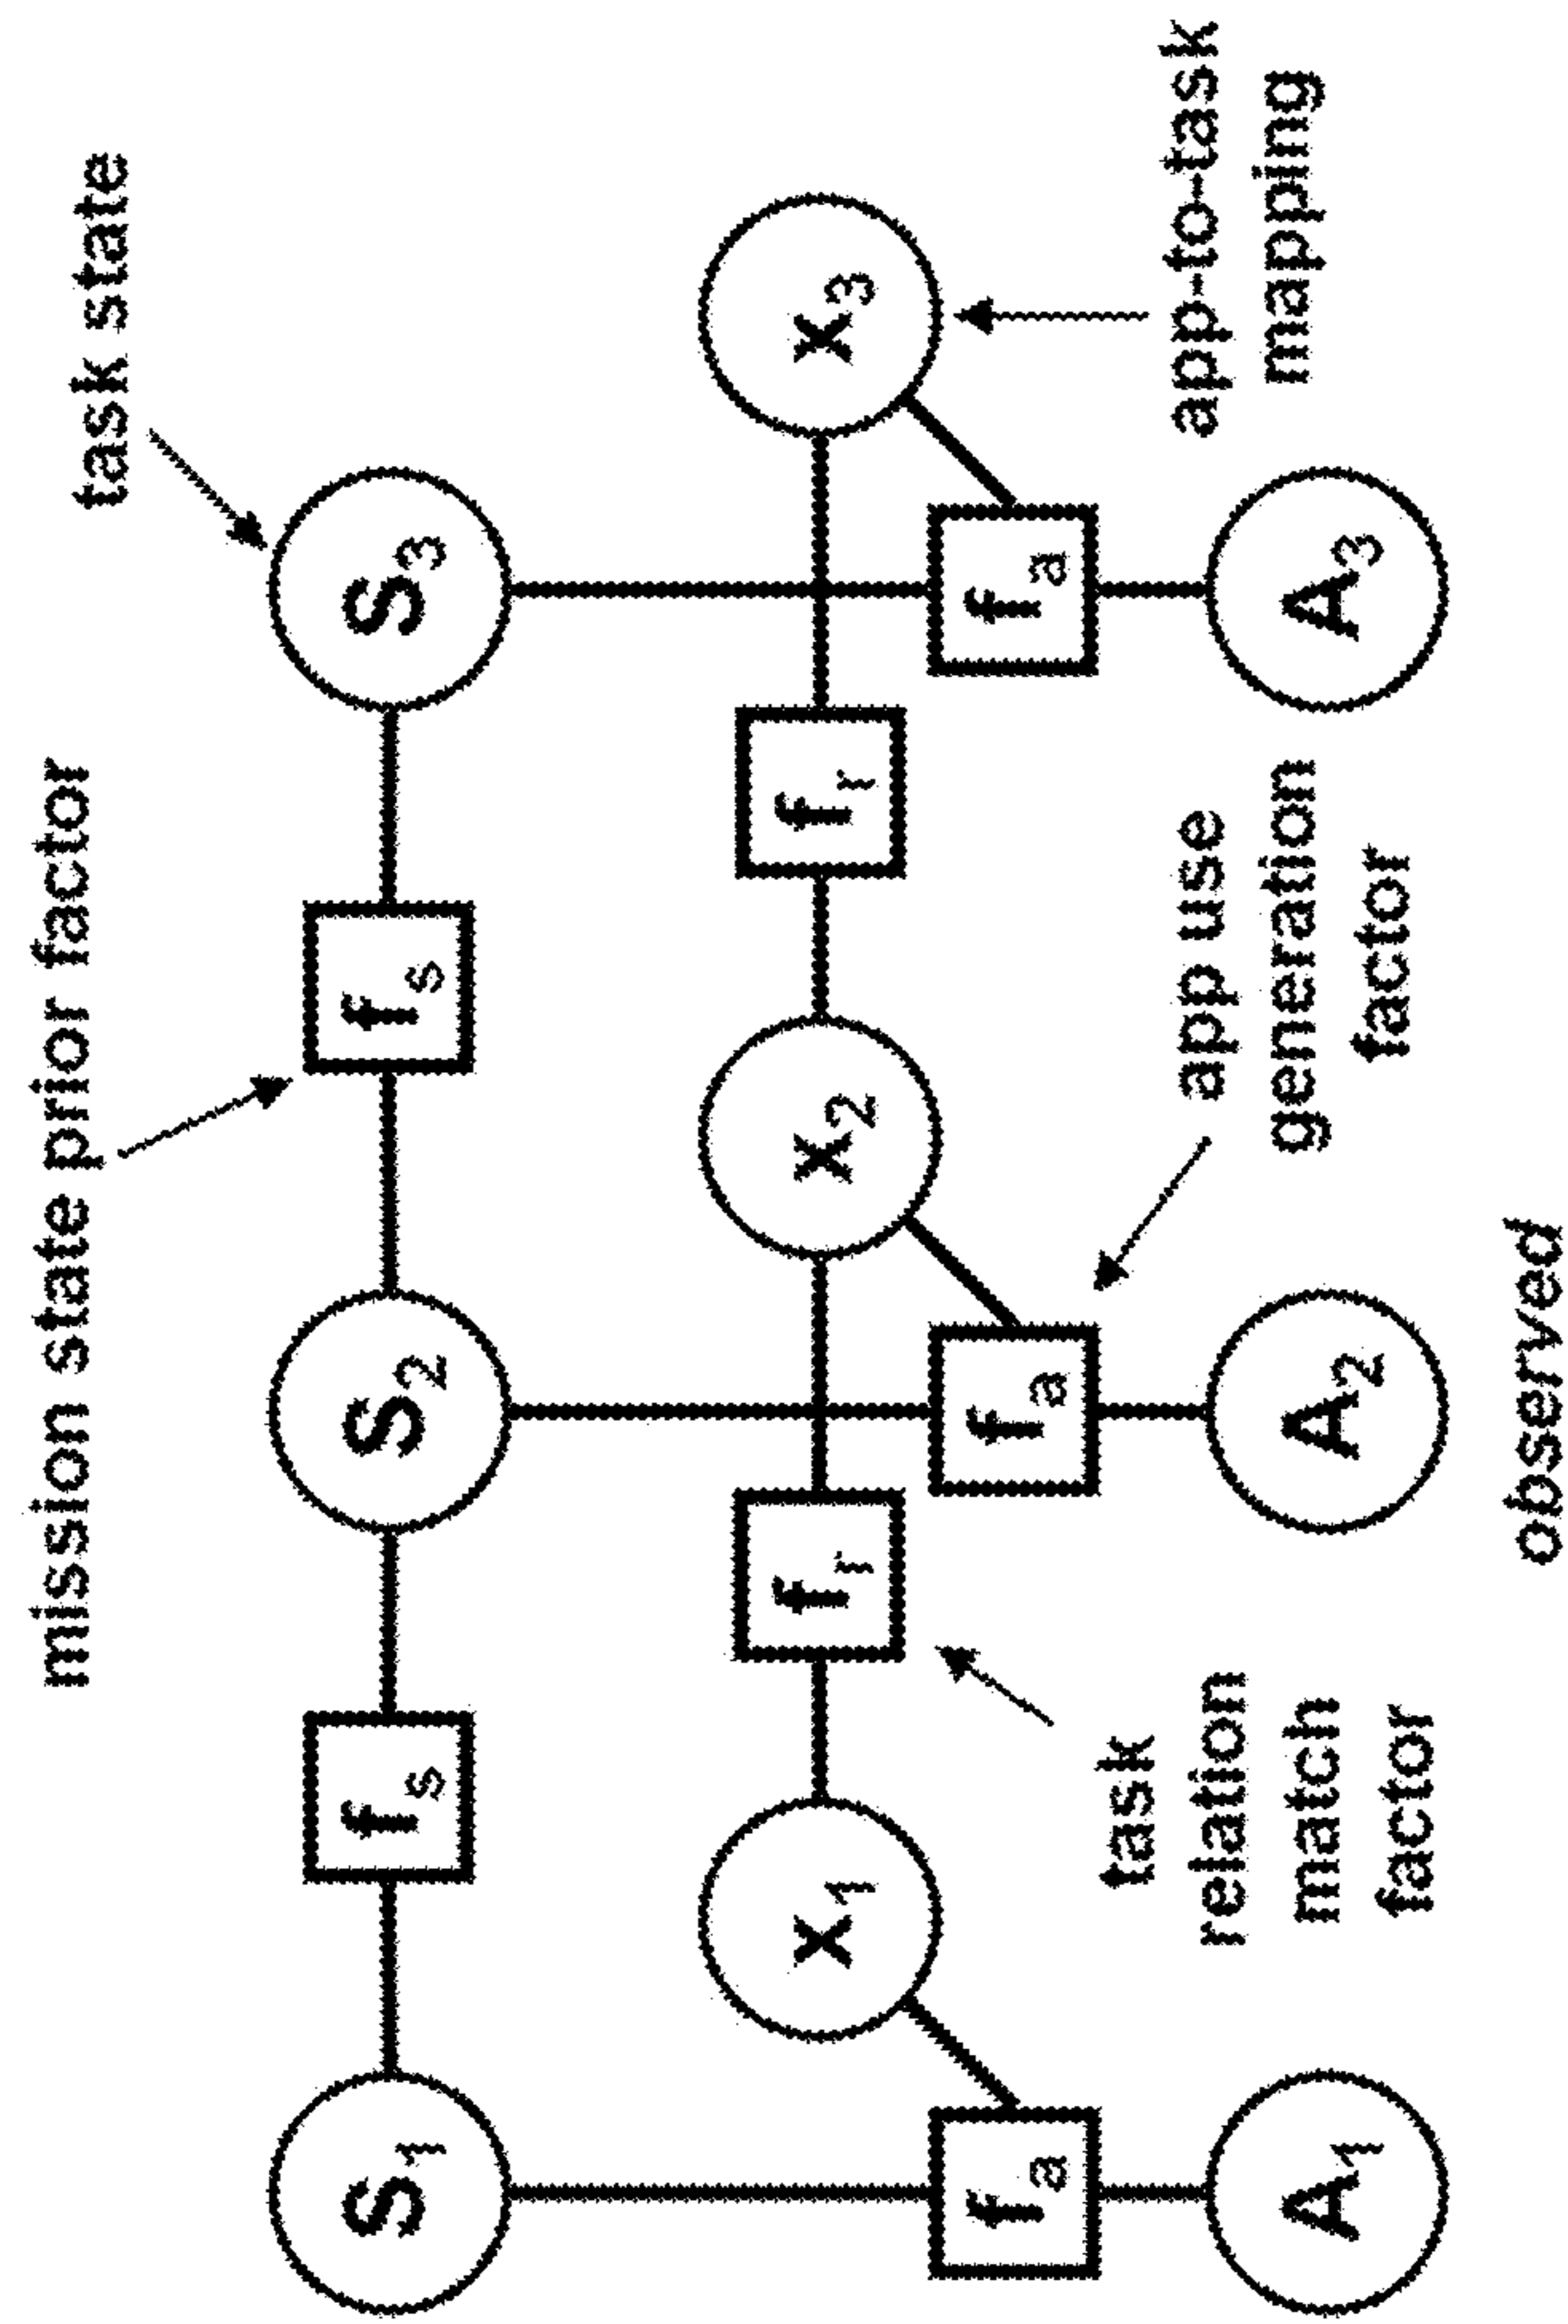 mission state prior factor
task state
S1
fs
S2
fs
S3
x1
fr
x2
fr
x3
fa
fa
fa
A1
A2
A3
task
relation
match
factor
app use
generation
factor
app-to-task
mapping
observed